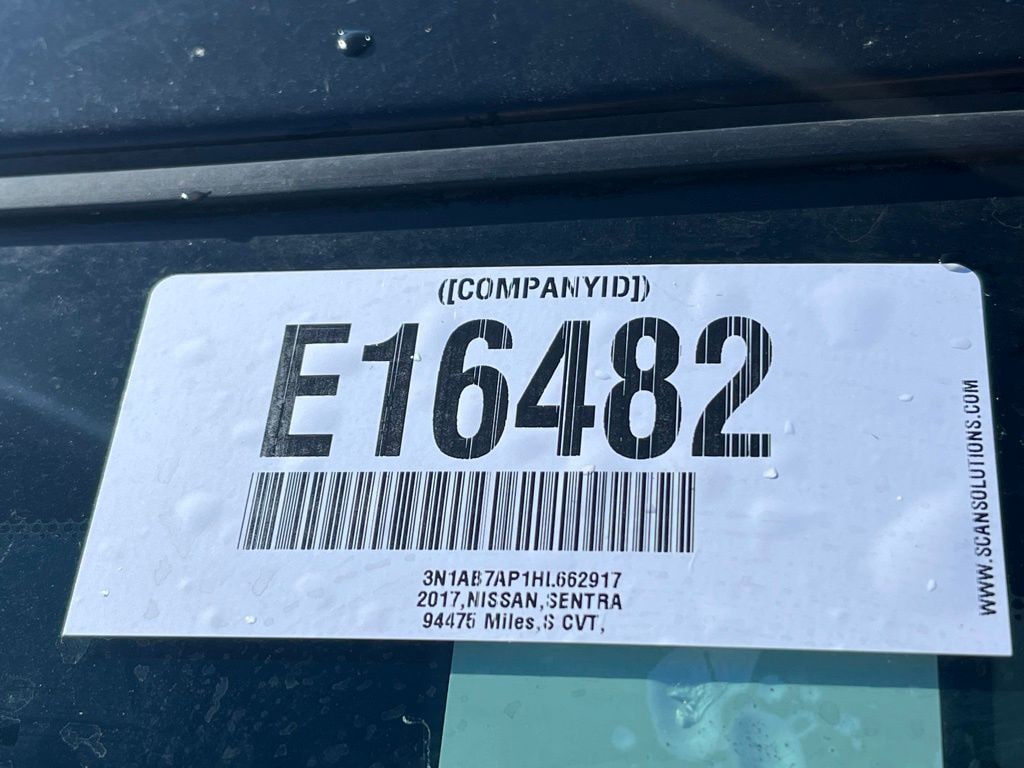 ([COMPANYID])
E16482
3N1AB7AP1HL662917
2017,NISSAN,SENTRA
94475 Miles,S CVT,
WWW.SCANSOLUTIONS.COM